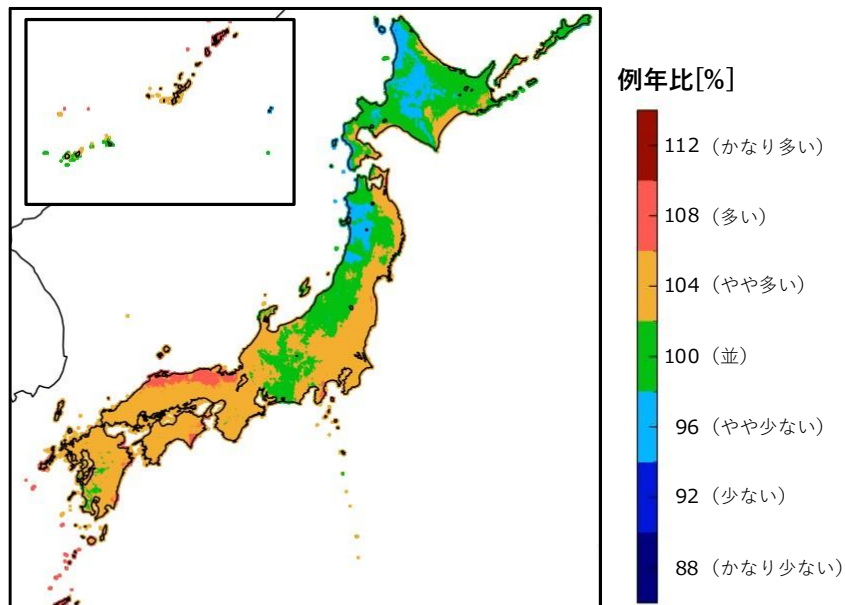 例年比[%]
112 (かなり多い)
108 (多い)
104 (やや多い)
100 (並)
96 (やや少ない)
92 (少ない)
88 (かなり少ない)